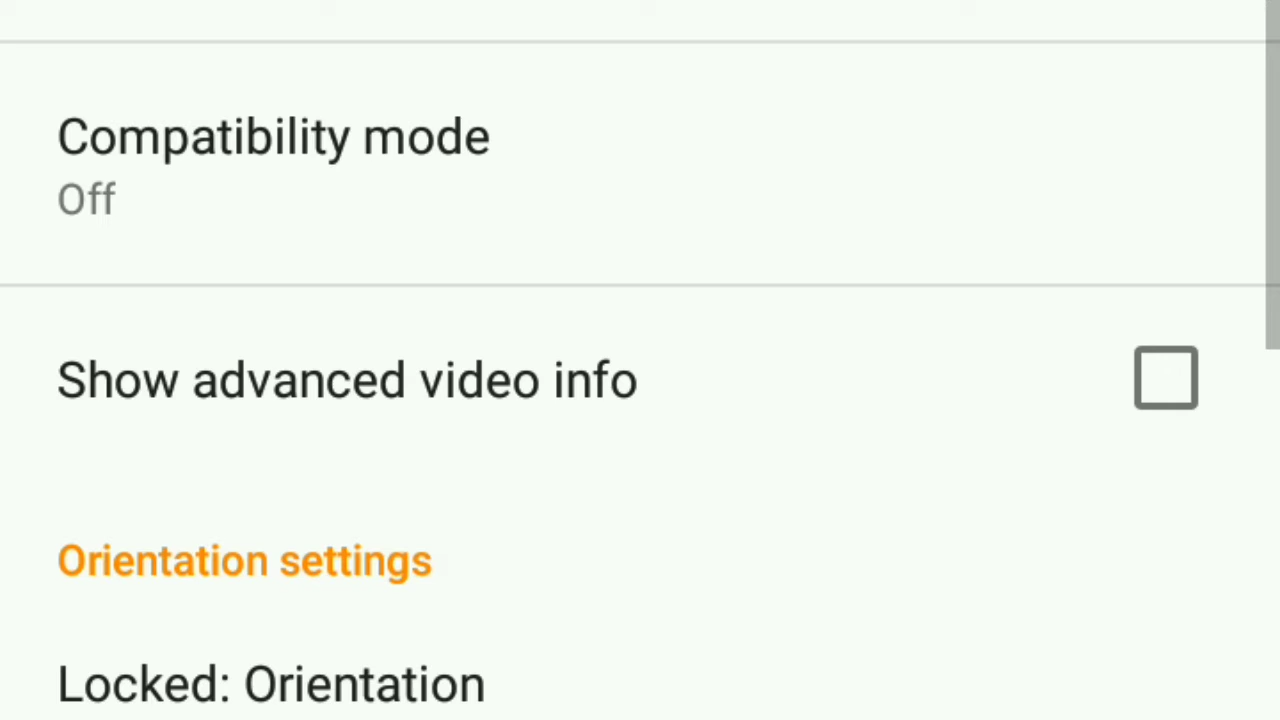 Compatibility mode
Off
Show advanced video info
Orientation settings
Locked: Orientation